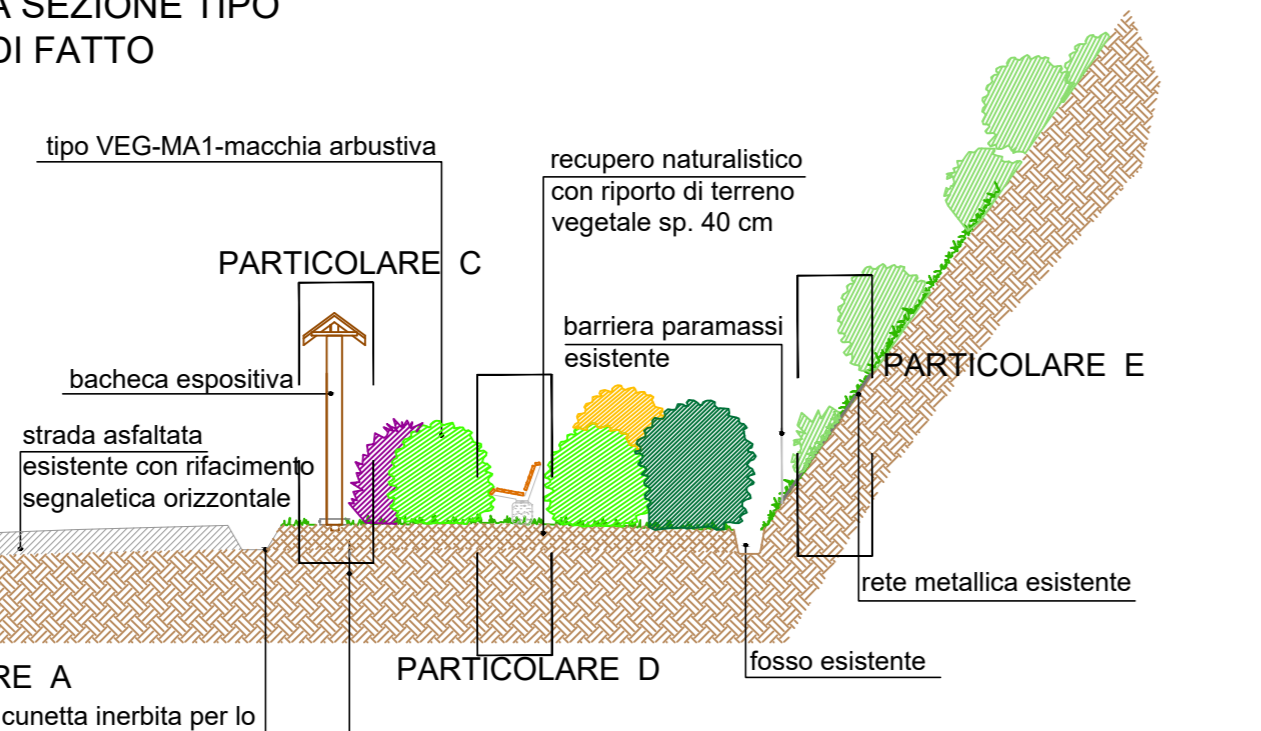 A SEZIONE TIPO
DI FATTO
tipo VEG-MA1-macchia arbustiva
recupero naturalistico
con riporto di terreno
vegetale sp. 40 cm
PARTICOLARE C
barriera paramassi
esistente
PARTICOLARE E
bacheca espositiva
strada asfaltata
esistente con rifacimento
segnaletica orizzontale
rete metallica esistente
fosso esistente
PARTICOLARE D
RE A
cunetta inerbita per lo